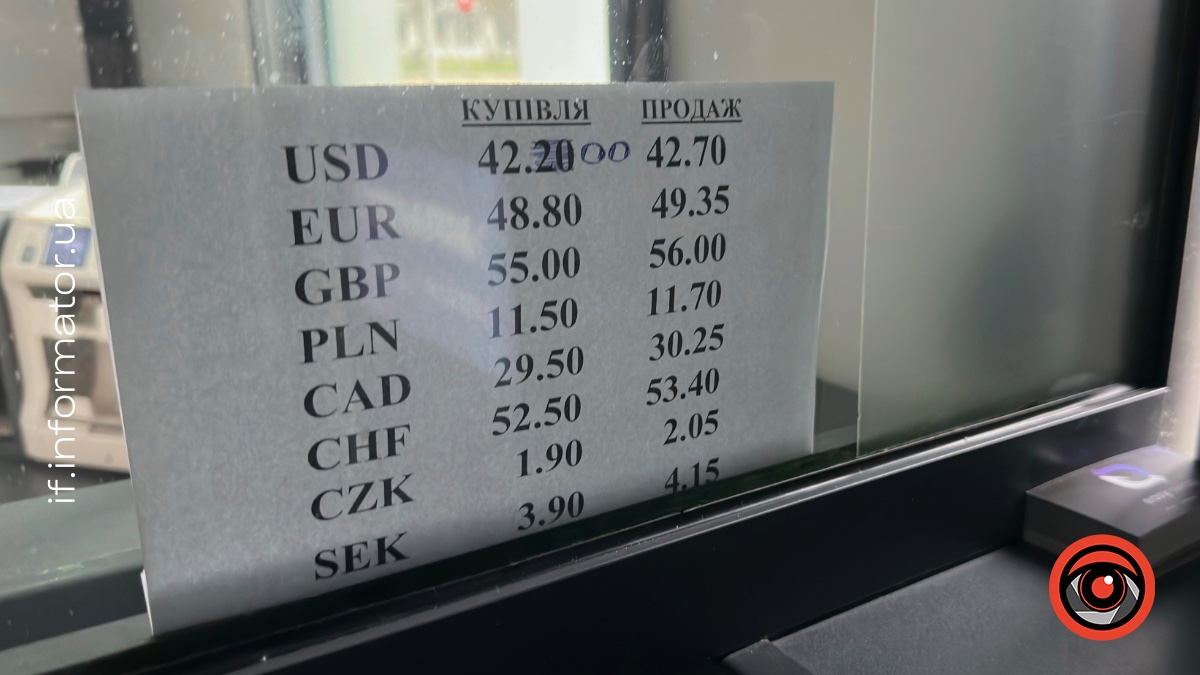 КУПІВЛЯ ПРОДАЖ
USD 42.20 00 42.70
EUR 48.80 49.35
GBP 55.00 56.00
PLN 11.50 11.70
CAD 29.50 30.25
CHF 52.50 53.40
CZK 1.90 2.05
SEK 3.90 4.15
if.informator.ua